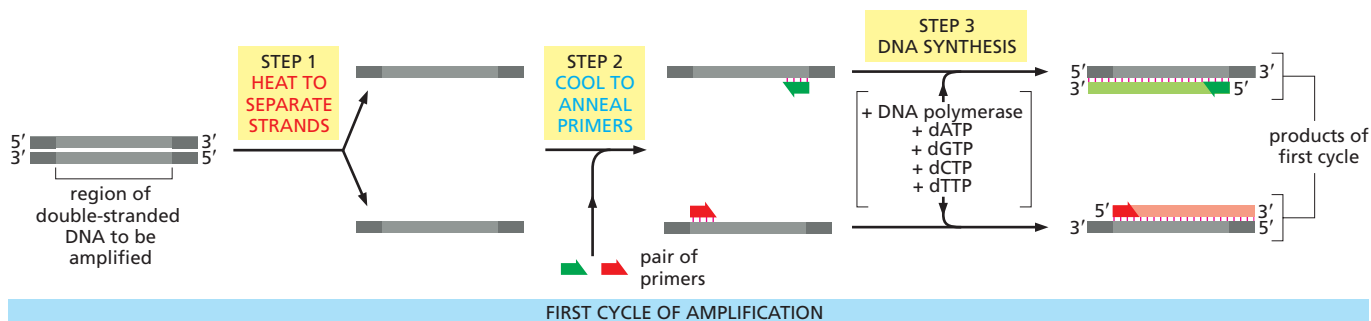 5′ 3′
3′ 5′
region of
double-stranded
DNA to be
amplified
STEP 1
HEAT TO
SEPARATE
STRANDS
STEP 2
COOL TO
ANNEAL
PRIMERS
pair of
primers
STEP 3
DNA SYNTHESIS
+ DNA polymerase
+ dATP
+ dGTP
+ dCTP
+ dTTP
5′ 3′
3′ 5′
5′ 3′
3′ 5′
products of
first cycle
FIRST CYCLE OF AMPLIFICATION